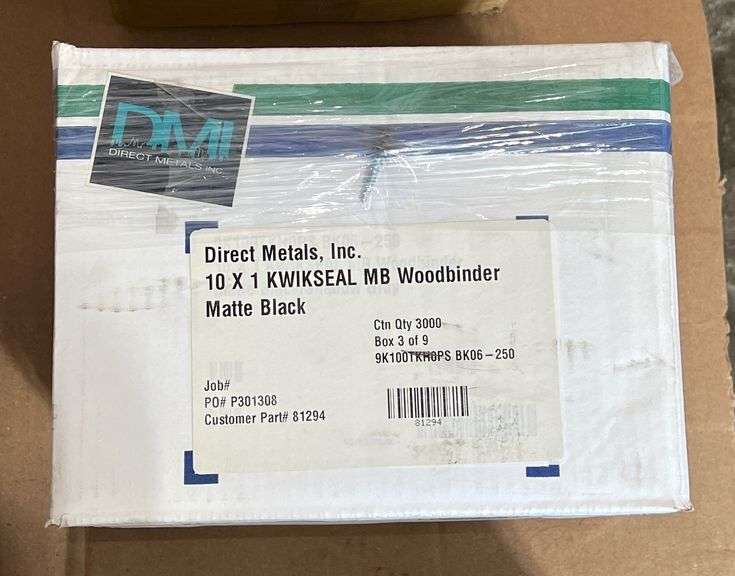 DMI
DIRECT METALS INC.
Direct Metals, Inc.
10 X 1 KWIKSEAL MB Woodbinder
Matte Black
Ctn Qty 3000
Box 3 of 9
9K100TKH0PS BK06-250
Job#
PO# P301308
Customer Part# 81294
81294